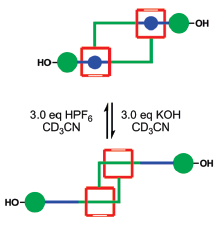 -OH
HO-
3.0 eq HPF6 3.0 eq KOH
CD3CN CD3CN
-OH
HO-